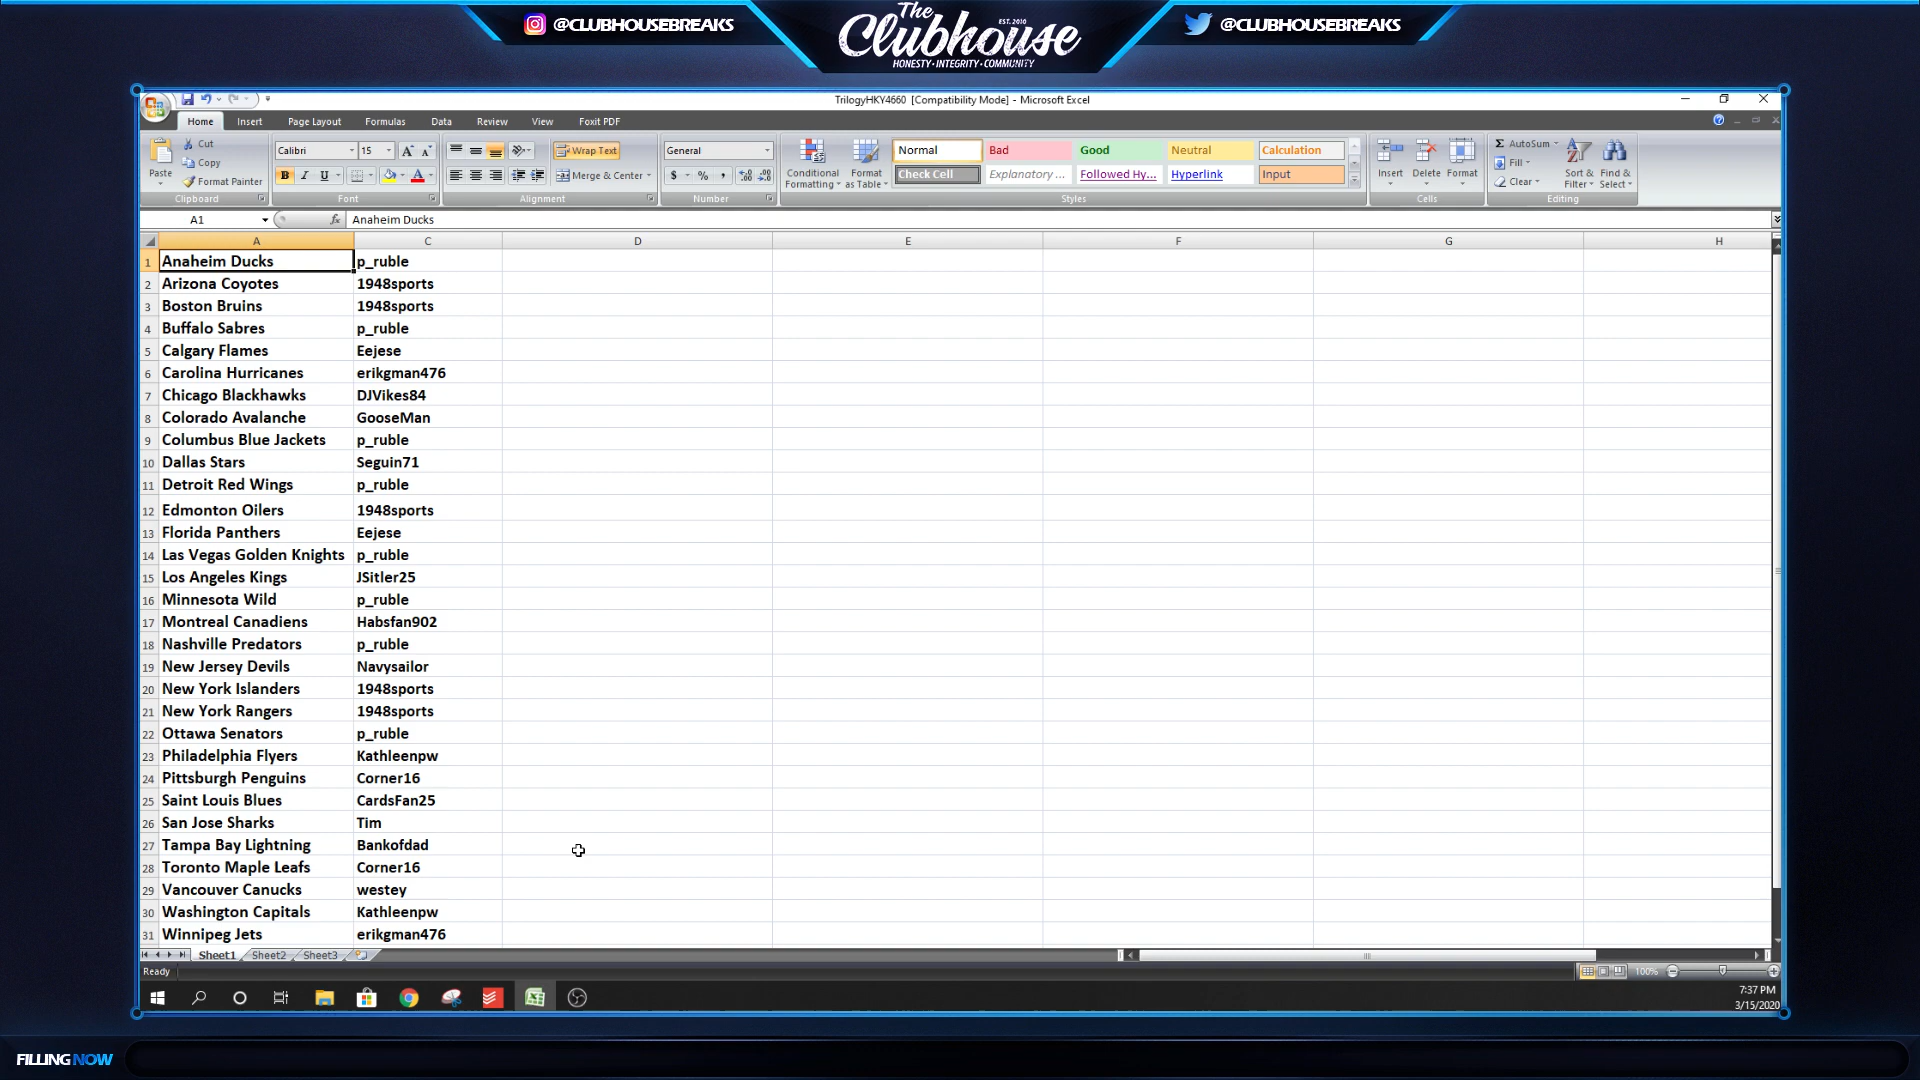 @CLUBHOUSEBREAKS
The Clubhouse
EST. 2010
HONESTY • INTEGRITY • COMMUNITY
@CLUBHOUSEBREAKS
TrilogyHKY4660 [Compatibility Mode] - Microsoft Excel
Home Insert Page Layout Formulas Data Review View Foxit PDF
Paste
Cut
Copy
Format Painter
Clipboard
Calibri 15
B I U
Font
Wrap Text
Merge & Center
Alignment
General
$ % ,
Number
Conditional Formatting
Format as Table
Normal Bad Good Neutral Calculation
Check Cell Explanatory ... Followed Hy... Hyperlink Input
Styles
Insert Delete Format
Cells
Σ AutoSum
Fill
Clear
Sort & Filter
Find & Select
Editing
A1 fx Anaheim Ducks
A C D E F G H
1 Anaheim Ducks p_ruble
2 Arizona Coyotes 1948sports
3 Boston Bruins 1948sports
4 Buffalo Sabres p_ruble
5 Calgary Flames Eejese
6 Carolina Hurricanes erikgman476
7 Chicago Blackhawks DJVikes84
8 Colorado Avalanche GooseMan
9 Columbus Blue Jackets p_ruble
10 Dallas Stars Seguin71
11 Detroit Red Wings p_ruble
12 Edmonton Oilers 1948sports
13 Florida Panthers Eejese
14 Las Vegas Golden Knights p_ruble
15 Los Angeles Kings JSitler25
16 Minnesota Wild p_ruble
17 Montreal Canadiens Habsfan902
18 Nashville Predators p_ruble
19 New Jersey Devils Navysailor
20 New York Islanders 1948sports
21 New York Rangers 1948sports
22 Ottawa Senators p_ruble
23 Philadelphia Flyers Kathleenpw
24 Pittsburgh Penguins Corner16
25 Saint Louis Blues CardsFan25
26 San Jose Sharks Tim
27 Tampa Bay Lightning Bankofdad
28 Toronto Maple Leafs Corner16
29 Vancouver Canucks westey
30 Washington Capitals Kathleenpw
31 Winnipeg Jets erikgman476
Sheet1 Sheet2 Sheet3
Ready
100%
7:37 PM
3/15/2020
FILLING NOW